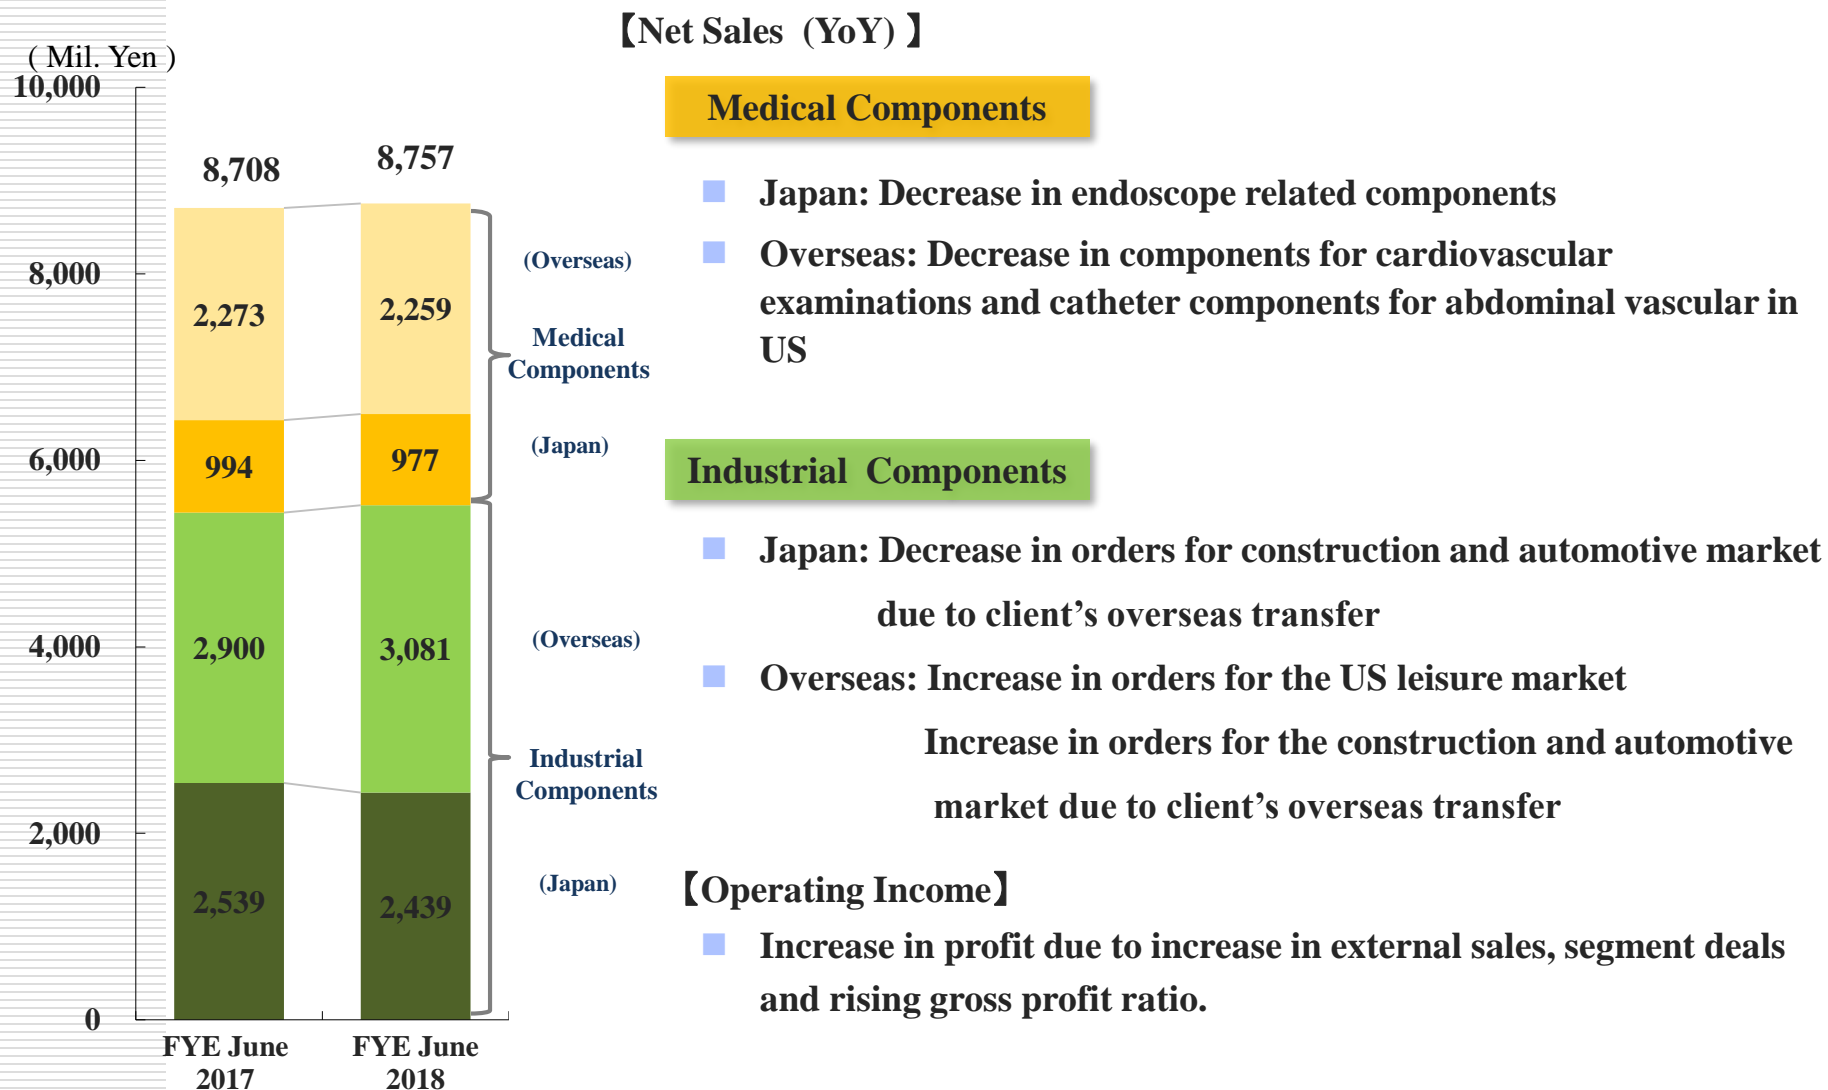 【Net Sales (YoY) 】
( Mil. Yen )
10,000
8,000
6,000
4,000
2,000
0
8,708
8,757
2,273
2,259
994
977
2,900
3,081
2,539
2,439
FYE June
2017
FYE June
2018
(Overseas)
Medical
Components
(Japan)
(Overseas)
Industrial
Components
(Japan)
Medical Components
Japan: Decrease in endoscope related components
Overseas: Decrease in components for cardiovascular
examinations and catheter components for abdominal vascular in
US
Industrial Components
Japan: Decrease in orders for construction and automotive market
due to client’s overseas transfer
Overseas: Increase in orders for the US leisure market
Increase in orders for the construction and automotive
market due to client’s overseas transfer
【Operating Income】
Increase in profit due to increase in external sales, segment deals
and rising gross profit ratio.